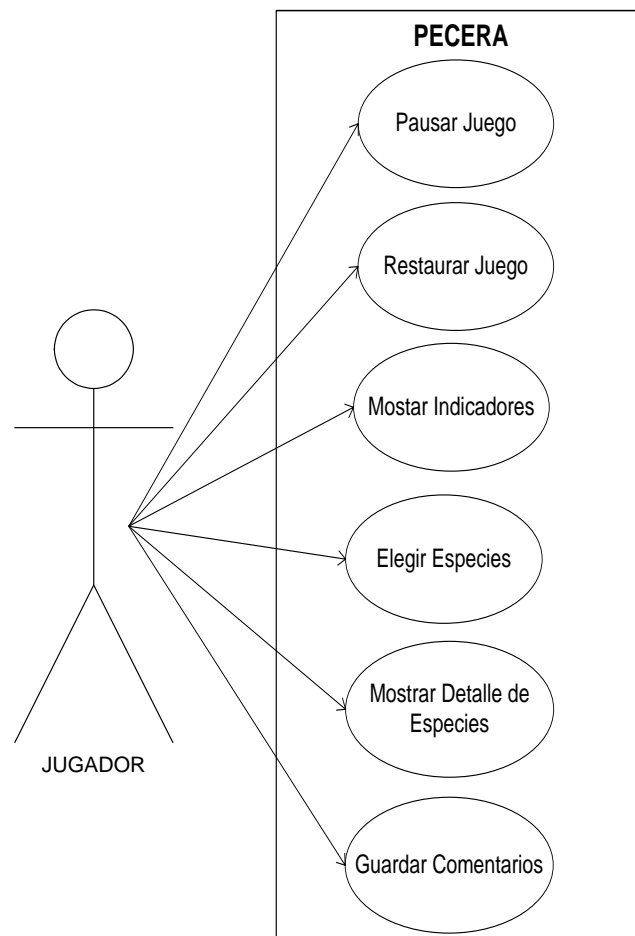 PECERA
Pausar Juego
Restaurar Juego
Mostar Indicadores
Elegir Especies
Mostrar Detalle de
Especies
JUGADOR
Guardar Comentarios